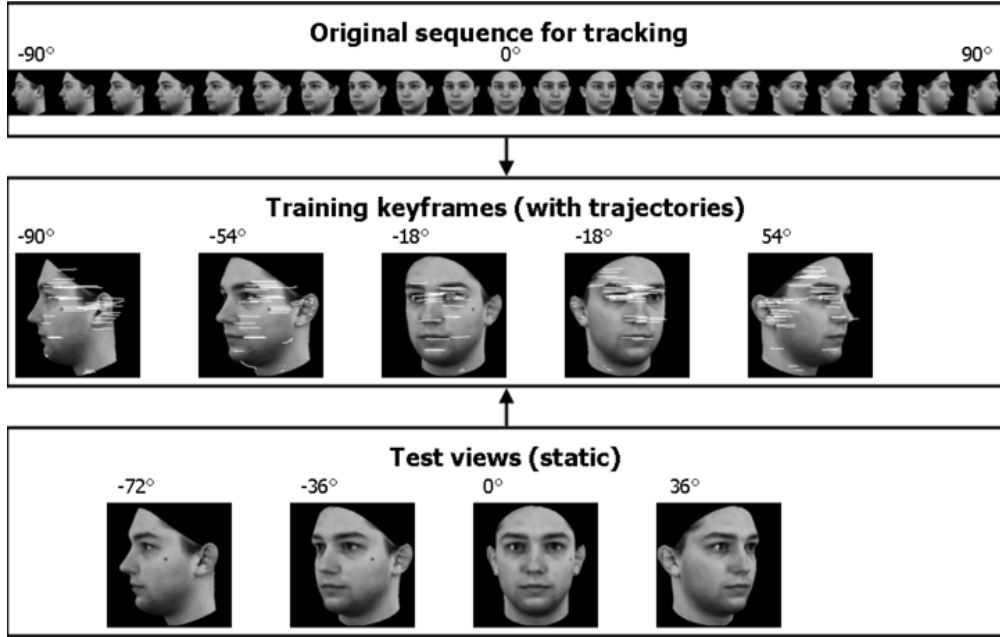 Original sequence for tracking
-90° 0° 90°
Training keyframes (with trajectories)
-90° -54° -18° -18° 54°
Test views (static)
-72° -36° 0° 36°